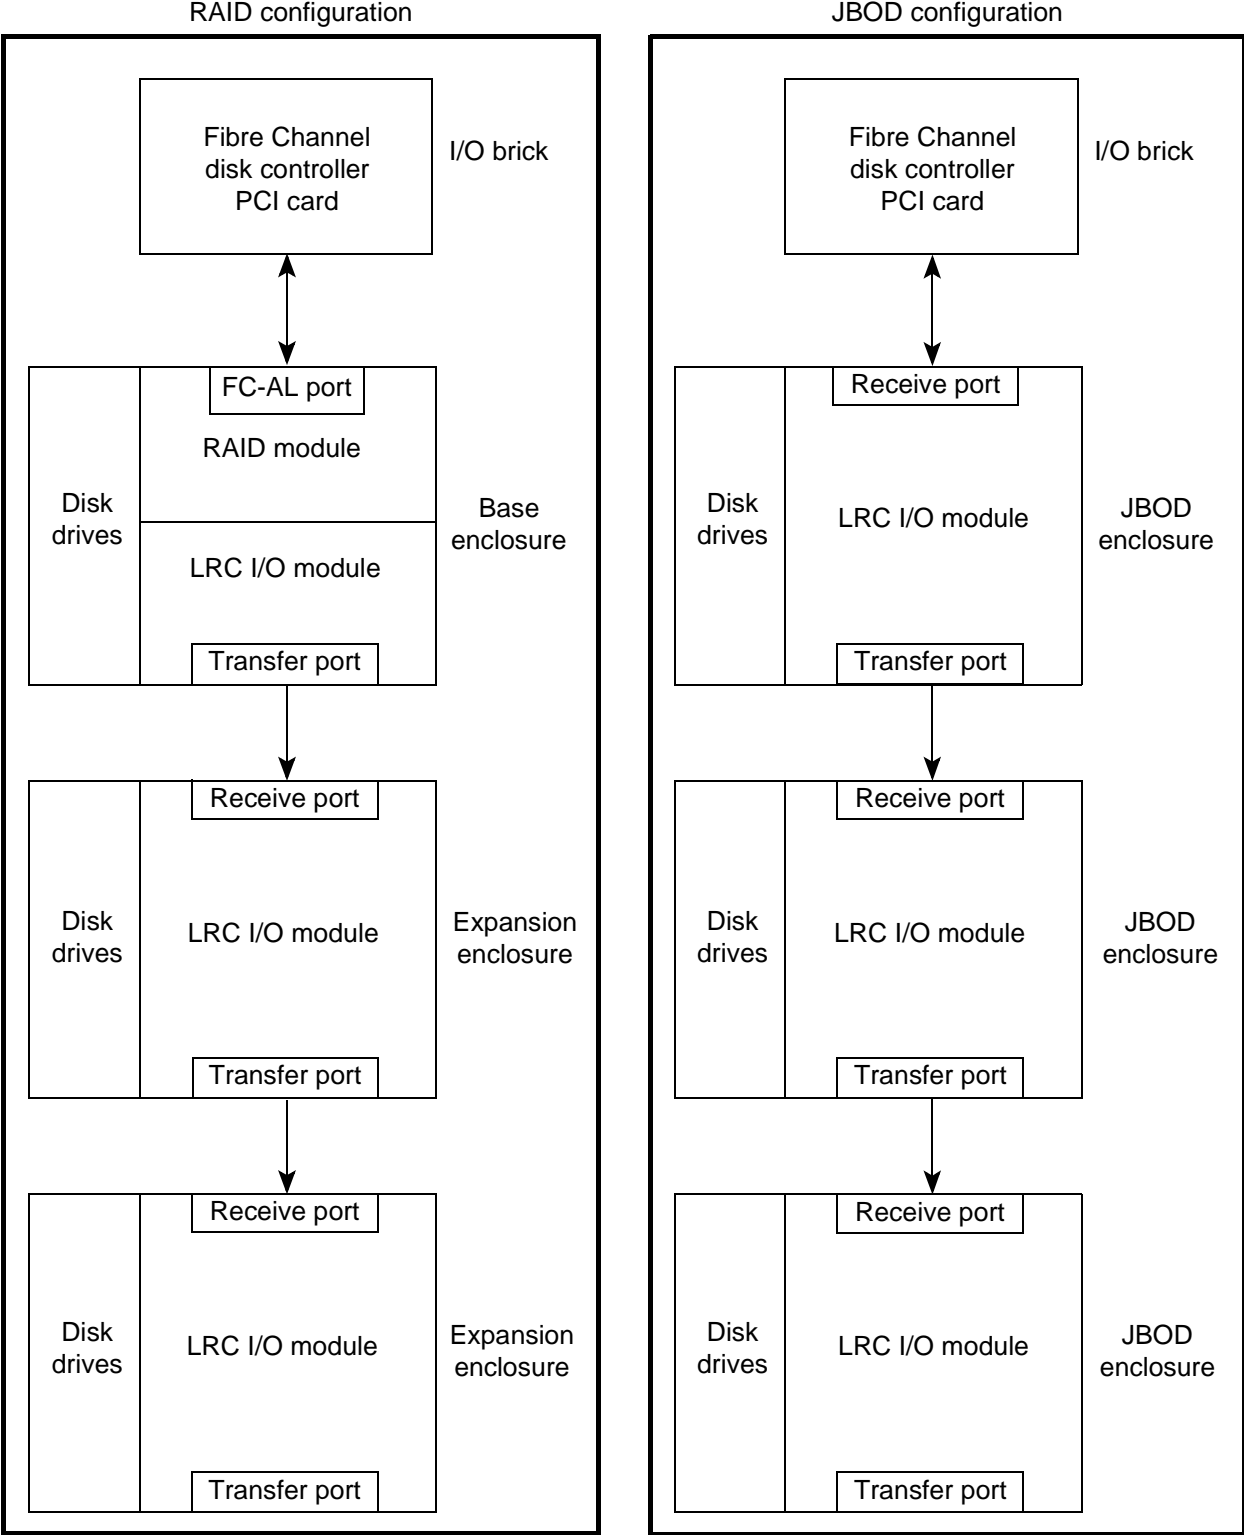 RAID configuration
Fibre Channel
disk controller
PCI card
I/O brick
FC-AL port
RAID module
Disk
drives
Base
enclosure
LRC I/O module
Transfer port
Receive port
Disk
drives
LRC I/O module
Expansion
enclosure
Transfer port
Receive port
Disk
drives
LRC I/O module
Expansion
enclosure
Transfer port
JBOD configuration
Fibre Channel
disk controller
PCI card
I/O brick
Receive port
Disk
drives
LRC I/O module
JBOD
enclosure
Transfer port
Receive port
Disk
drives
LRC I/O module
JBOD
enclosure
Transfer port
Receive port
Disk
drives
LRC I/O module
JBOD
enclosure
Transfer port